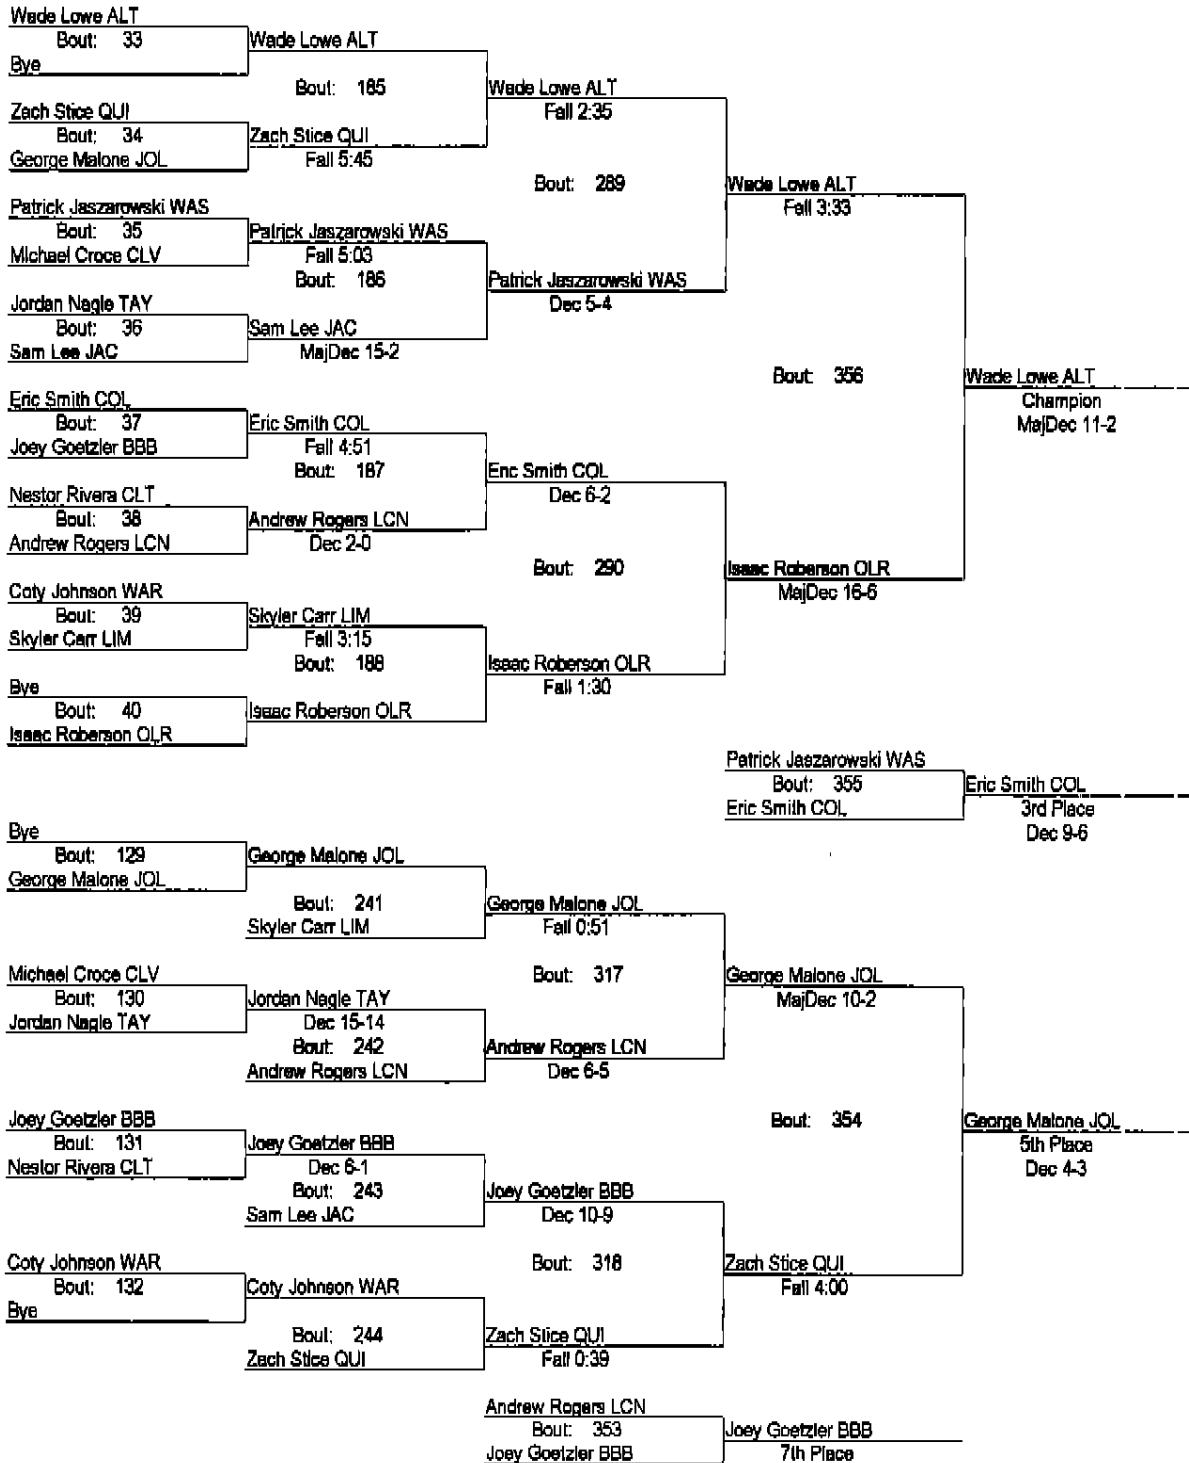 Wade Lowe ALT
Bout: 33
Bye
Wade Lowe ALT
Bout: 185
Zach Stice QUI
Bout: 34
George Malone JOL
Zach Stice QUI
Fall 5:45
Wade Lowe ALT
Fall 2:35
Bout: 289
Patrick Jaszarowski WAS
Bout: 35
Michael Croce CLV
Patrick Jaszarowski WAS
Fall 5:03
Bout: 186
Jordan Nagle TAY
Bout: 36
Sam Lee JAC
Sam Lee JAC
MajDec 15-2
Patrick Jaszarowski WAS
Dec 5-4
Wade Lowe ALT
Fall 3:33
Bout: 356
Eric Smith COL
Bout: 37
Joey Goetzler BBB
Eric Smith COL
Fall 4:51
Bout: 187
Nestor Rivera CLT
Bout: 38
Andrew Rogers LCN
Andrew Rogers LCN
Dec 2-0
Eric Smith COL
Dec 6-2
Bout: 290
Coty Johnson WAR
Bout: 39
Skyler Carr LIM
Skyler Carr LIM
Fall 3:15
Bout: 188
Bye
Bout: 40
Isaac Roberson OLR
Isaac Roberson OLR
Isaac Roberson OLR
Fall 1:30
Isaac Roberson OLR
MajDec 16-6
Wade Lowe ALT
Champion
MajDec 11-2
Patrick Jaszarowski WAS
Bout: 355
Eric Smith COL
Eric Smith COL
3rd Place
Dec 9-6
Bye
Bout: 129
George Malone JOL
George Malone JOL
Bout: 241
Skyler Carr LIM
George Malone JOL
Fall 0:51
Bout: 317
Michael Croce CLV
Bout: 130
Jordan Nagle TAY
Jordan Nagle TAY
Dec 15-14
Bout: 242
Andrew Rogers LCN
Andrew Rogers LCN
Dec 6-5
George Malone JOL
MajDec 10-2
Bout: 354
Joey Goetzler BBB
Bout: 131
Nestor Rivera CLT
Joey Goetzler BBB
Dec 6-1
Bout: 243
Sam Lee JAC
Joey Goetzler BBB
Dec 10-9
Bout: 318
Coty Johnson WAR
Bout: 132
Bye
Coty Johnson WAR
Bout: 244
Zach Stice QUI
Zach Stice QUI
Fall 0:39
Zach Stice QUI
Fall 4:00
George Malone JOL
5th Place
Dec 4-3
Andrew Rogers LCN
Bout: 353
Joey Goetzler BBB
Joey Goetzler BBB
7th Place